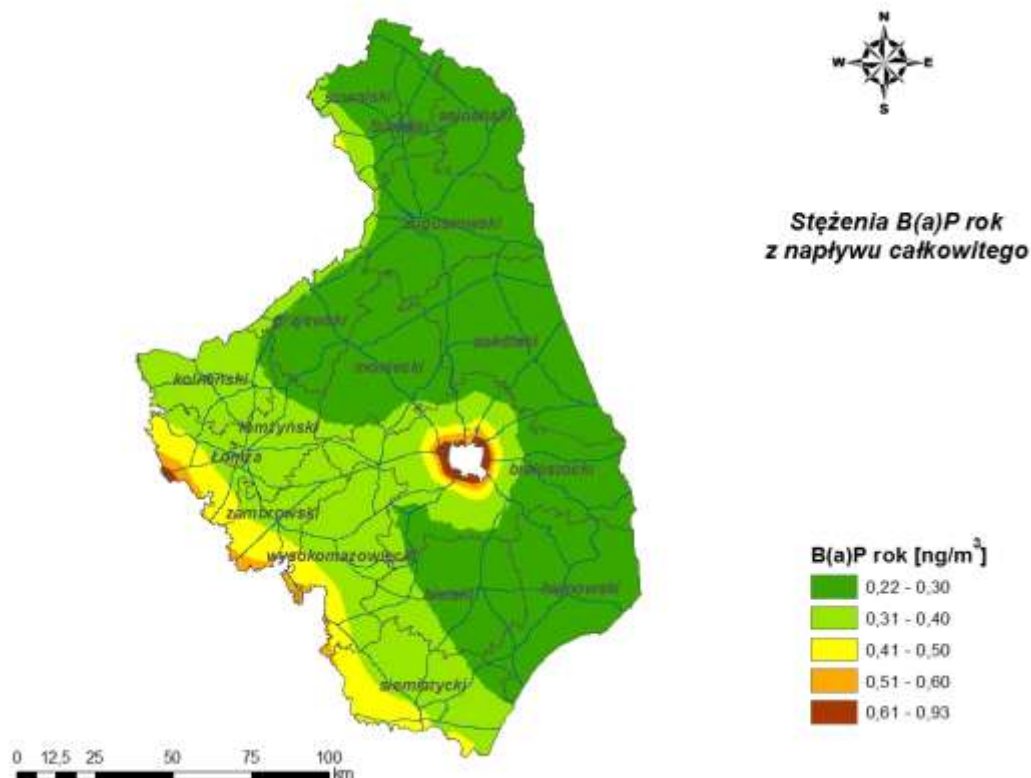 N
W E
S
Stężenia B(a)P rok
z napływu całkowitego
suwalski
sejneński
augustowski
grajewski
sokólski
moniecki
kolneński
łomżyński
Łomża
białostocki
zambrowski
wysokomazowiecki
bielski
hajnowski
siemiatycki
B(a)P rok [ng/m³]
0,22 - 0,30
0,31 - 0,40
0,41 - 0,50
0,51 - 0,60
0,61 - 0,93
0 12,5 25 50 75 100
km